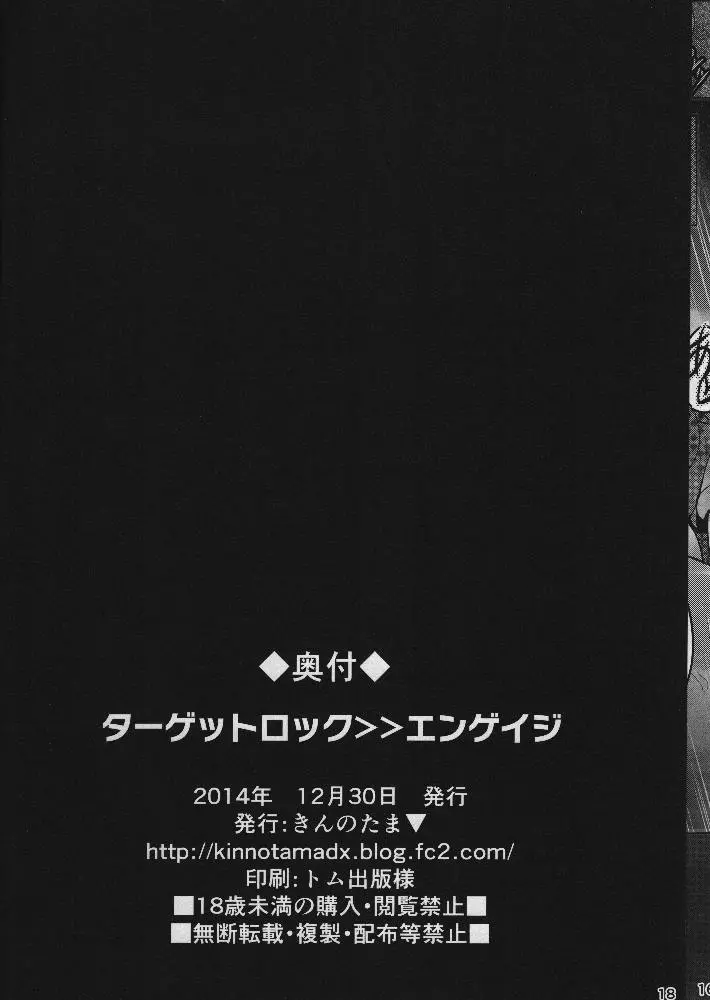 ◆奥付◆
ターゲットロック>>エンゲイジ
2014年　12月30日　発行
発行:きんのたま▼
http://kinnotamadx.blog.fc2.com/
印刷:トム出版様
■18歳未満の購入・閲覧禁止■
■無断転載・複製・配布等禁止■
18